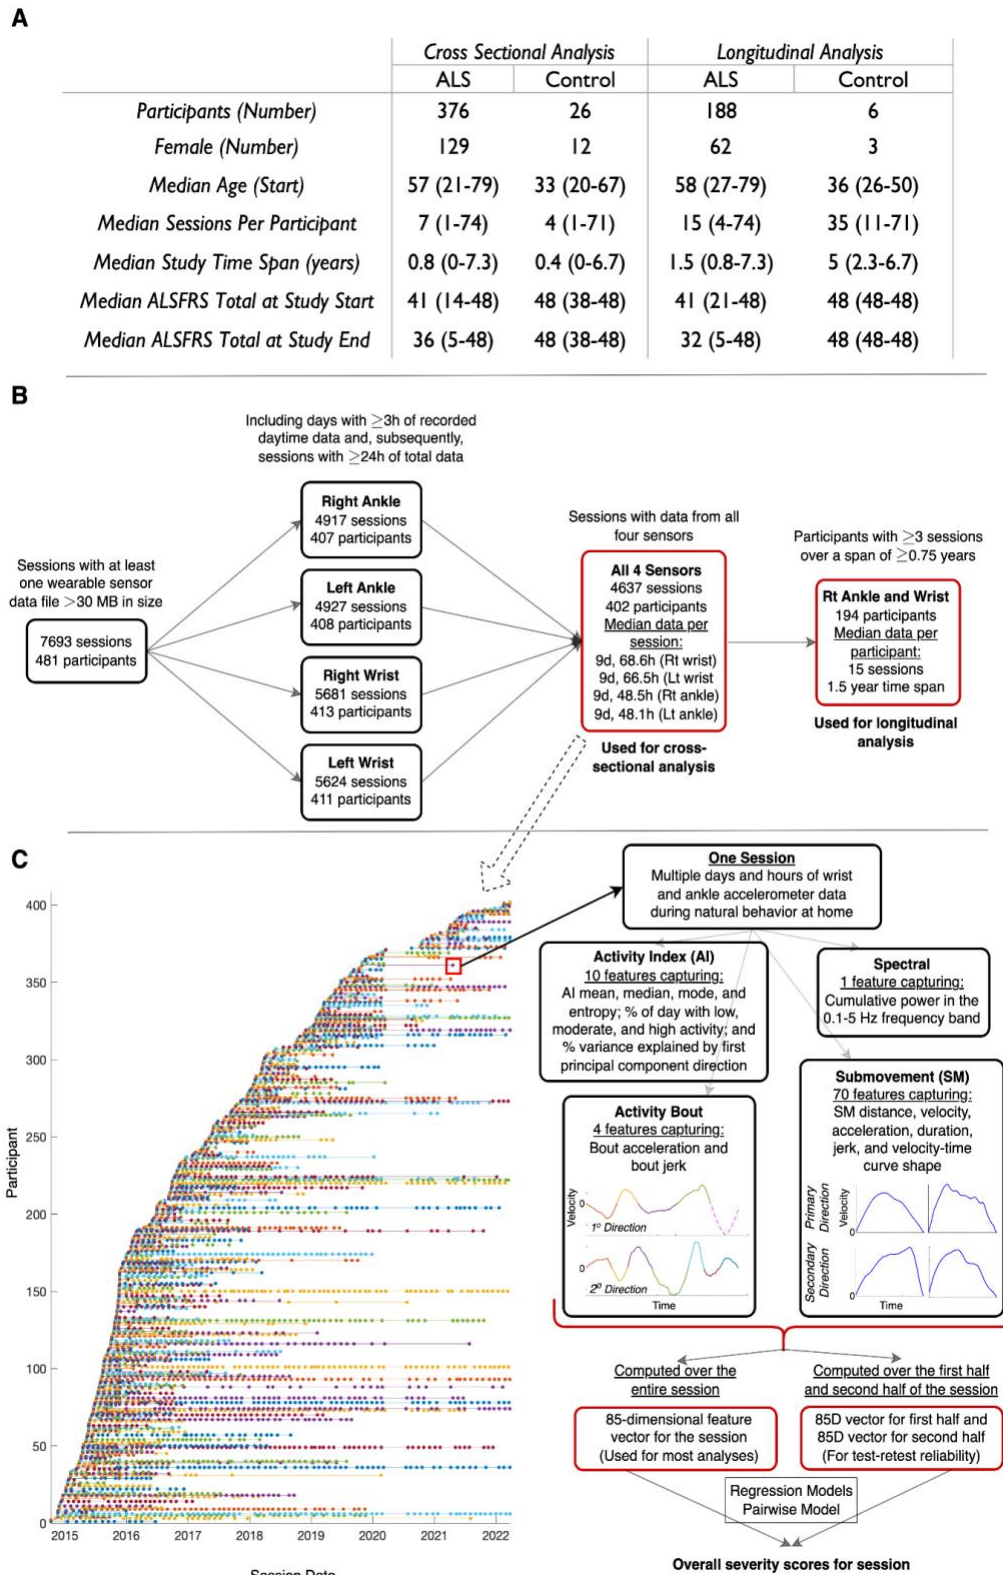 A
Cross Sectional Analysis Longitudinal Analysis
ALS Control ALS Control
Participants (Number) 376 26 188 6
Female (Number) 129 12 62 3
Median Age (Start) 57 (21-79) 33 (20-67) 58 (27-79) 36 (26-50)
Median Sessions Per Participant 7 (1-74) 4 (1-71) 15 (4-74) 35 (11-71)
Median Study Time Span (years) 0.8 (0-7.3) 0.4 (0-6.7) 1.5 (0.8-7.3) 5 (2.3-6.7)
Median ALSFRS Total at Study Start 41 (14-48) 48 (38-48) 41 (21-48) 48 (48-48)
Median ALSFRS Total at Study End 36 (5-48) 48 (38-48) 32 (5-48) 48 (48-48)
B
Sessions with at least
one wearable sensor
data file >30 MB in size
7693 sessions
481 participants
Including days with ≥3h of recorded
daytime data and, subsequently,
sessions with ≥24h of total data
Right Ankle
4917 sessions
407 participants
Left Ankle
4927 sessions
408 participants
Right Wrist
5681 sessions
413 participants
Left Wrist
5624 sessions
411 participants
Sessions with data from all
four sensors
All 4 Sensors
4637 sessions
402 participants
Median data per
session:
9d, 68.6h (Rt wrist)
9d, 66.5h (Lt wrist
9d, 48.5h (Rt ankle)
9d, 48.1h (Lt ankle)
Used for cross-
sectional analysis
Participants with ≥3 sessions
over a span of ≥0.75 years
Rt Ankle and Wrist
194 participants
Median data per
participant:
15 sessions
1.5 year time span
Used for longitudinal
analysis
C
Participant
400
350
300
250
200
150
100
50
0
2015 2016 2017 2018 2019 2020 2021 2022
Session Date
One Session
Multiple days and hours of wrist
and ankle accelerometer data
during natural behavior at home
Activity Index (AI)
10 features capturing:
AI mean, median, mode, and
entropy; % of day with low,
moderate, and high activity; and
% variance explained by first
principal component direction
Spectral
1 feature capturing:
Cumulative power in the
0.1-5 Hz frequency band
Activity Bout
4 features capturing:
Bout acceleration and
bout jerk
Velocity
0
1º Direction
0
2º Direction
Time
Submovement (SM)
70 features capturing:
SM distance, velocity,
acceleration, duration,
jerk, and velocity-time
curve shape
Primary
Direction
Velocity
0
Secondary
Direction
0
Time
Computed over the
entire session
85-dimensional feature
vector for the session
(Used for most analyses)
Computed over the first half
and second half of the session
85D vector for first half and
85D vector for second half
(For test-retest reliability)
Regression Models
Pairwise Model
Overall severity scores for session